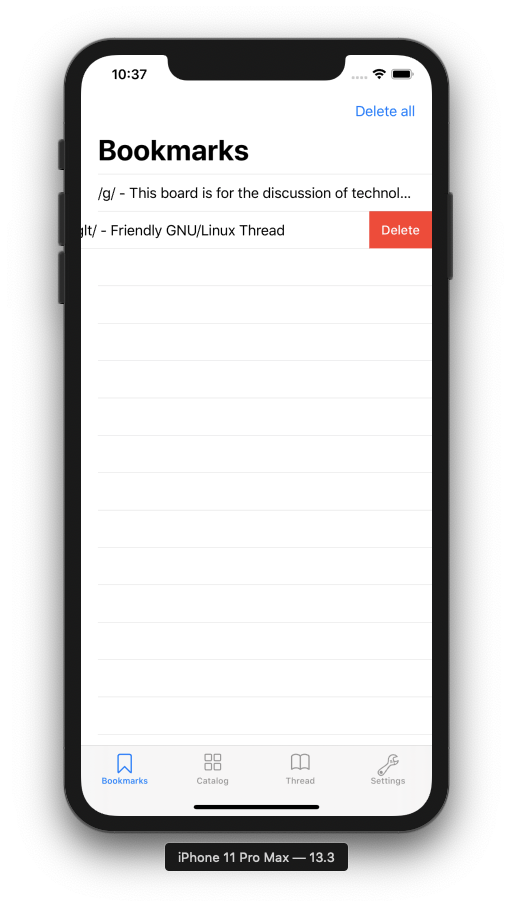 10:37
Delete all
Bookmarks
/g/ - This board is for the discussion of technol...
glt/ - Friendly GNU/Linux Thread Delete
Bookmarks Catalog Thread Settings
iPhone 11 Pro Max — 13.3